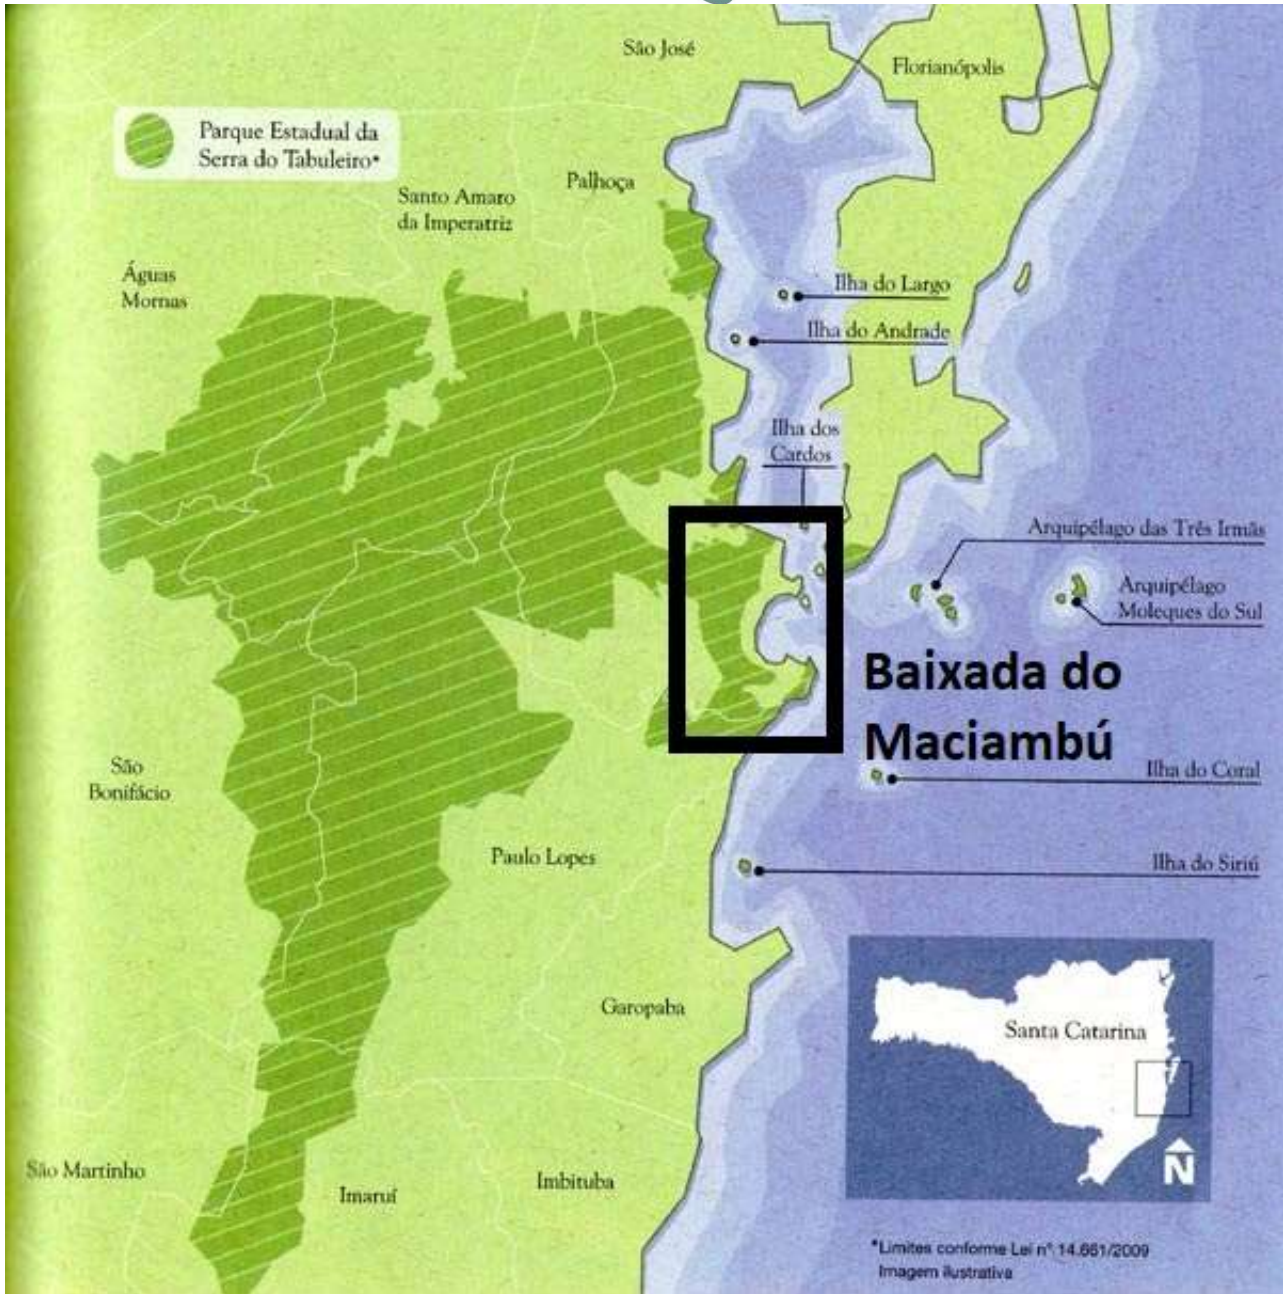 São José
Florianópolis
Parque Estadual da
Serra do Tabuleiro*
Palhoça
Santo Amaro
da Imperatriz
Águas
Mornas
Ilha do Largo
Ilha do Andrade
Ilha dos
Cardos
Arquipélago das Três Irmãs
Arquipélago
Moleques do Sul
Baixada do
Maciambú
Ilha do Coral
São
Bonifácio
Paulo Lopes
Ilha do Siriú
Garopaba
Santa Catarina
N
São Martinho
Imaruí
Imbituba
*Limites conforme Lei nº 14.661/2009
Imagem ilustrativa